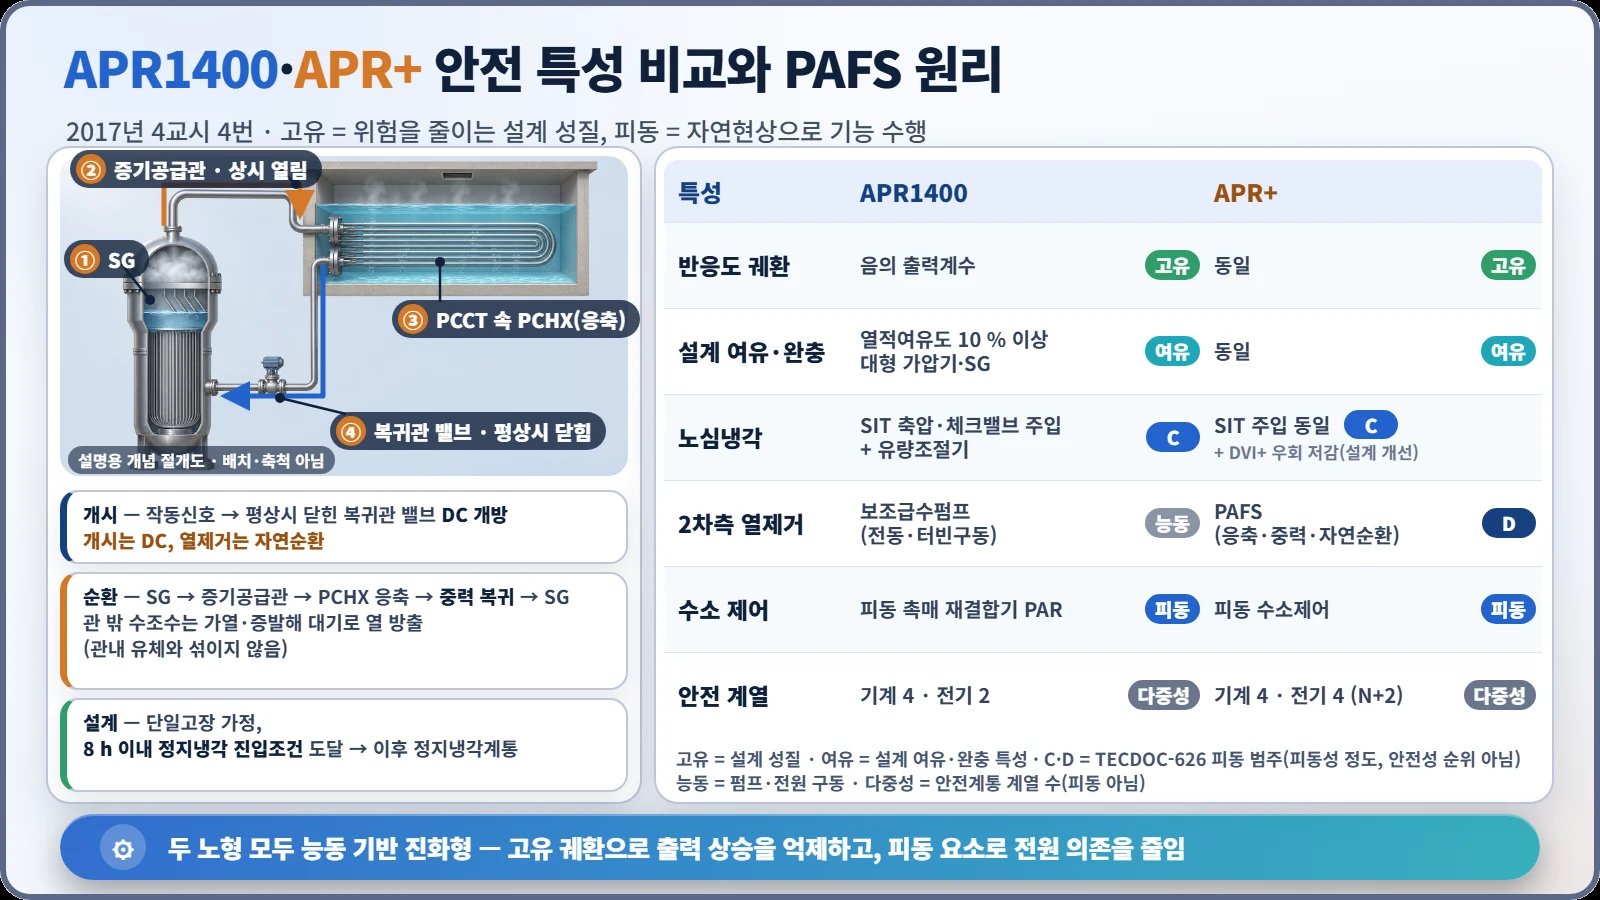 APR1400·APR+ 안전 특성 비교와 PAFS 원리
2017년 4교시 4번 · 고유 = 위험을 줄이는 설계 성질, 피동 = 자연현상으로 기능 수행
② 증기공급관 · 상시 열림
① SG
③ PCCT 속 PCHX(응축)
④ 복귀관 밸브 · 평상시 닫힘
설명용 개념 절개도 · 배치·축척 아님
개시 — 작동신호 → 평상시 닫힌 복귀관 밸브 DC 개방
개시는 DC, 열제거는 자연순환
순환 — SG → 증기공급관 → PCHX 응축 → 중력 복귀 → SG
관 밖 수조수는 가열·증발해 대기로 열 방출
(관내 유체와 섞이지 않음)
설계 — 단일고장 가정,
8 h 이내 정지냉각 진입조건 도달 → 이후 정지냉각계통
특성 APR1400 APR+
반응도 궤환 음의 출력계수 고유 동일 고유
설계 여유·완충 열적여유도 10 % 이상 여유 동일 여유
대형 가압기·SG
노심냉각 SIT 축압·체크밸브 주입 C SIT 주입 동일 C
+ 유량조절기 + DVI+ 우회 저감(설계 개선)
2차측 열제거 보조급수펌프 능동 PAFS D
(전동·터빈구동) (응축·중력·자연순환)
수소 제어 피동 촉매 재결합기 PAR 피동 피동 수소제어 피동
안전 계열 기계 4 · 전기 2 다중성 기계 4 · 전기 4 (N+2) 다중성
고유 = 설계 성질 · 여유 = 설계 여유·완충 특성 · C·D = TECDOC-626 피동 범주(피동성 정도, 안전성 순위 아님)
능동 = 펌프·전원 구동 · 다중성 = 안전계통 계열 수(피동 아님)
두 노형 모두 능동 기반 진화형 — 고유 궤환으로 출력 상승을 억제하고, 피동 요소로 전원 의존을 줄임